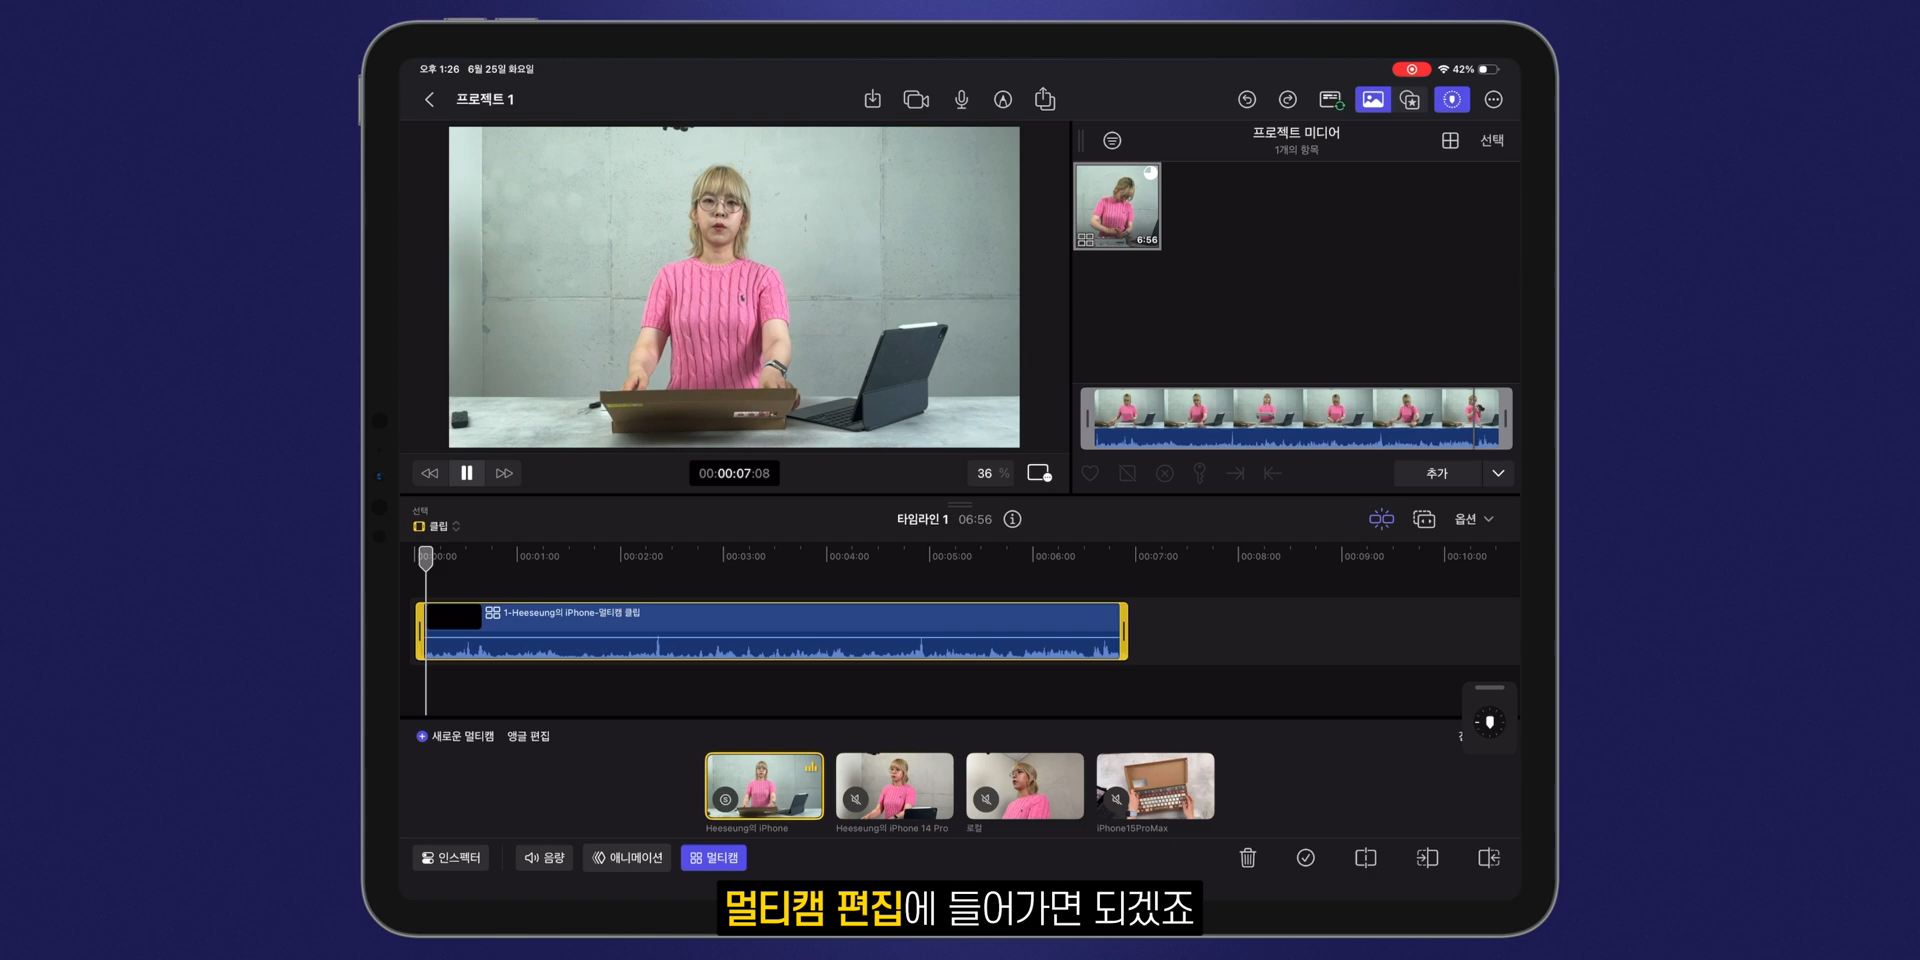 오후 1:26 6월 25일 화요일
42%
프로젝트 1
프로젝트 미디어
1개의 항목
선택
6:56
00:00:07:08
36 %
추가
선택
클립
타임라인 1 06:56
옵션
00:00:00 00:01:00 00:02:00 00:03:00 00:04:00 00:05:00 00:06:00 00:07:00 00:08:00 00:09:00 00:10:00
1-Heeseung의 iPhone-멀티캠 클립
새로운 멀티캠 앵글 편집
Heeseung의 iPhone
Heeseung의 iPhone 14 Pro
로컬
iPhone15ProMax
인스펙터 음량 애니메이션 멀티캠
멀티캠 편집에 들어가면 되겠죠